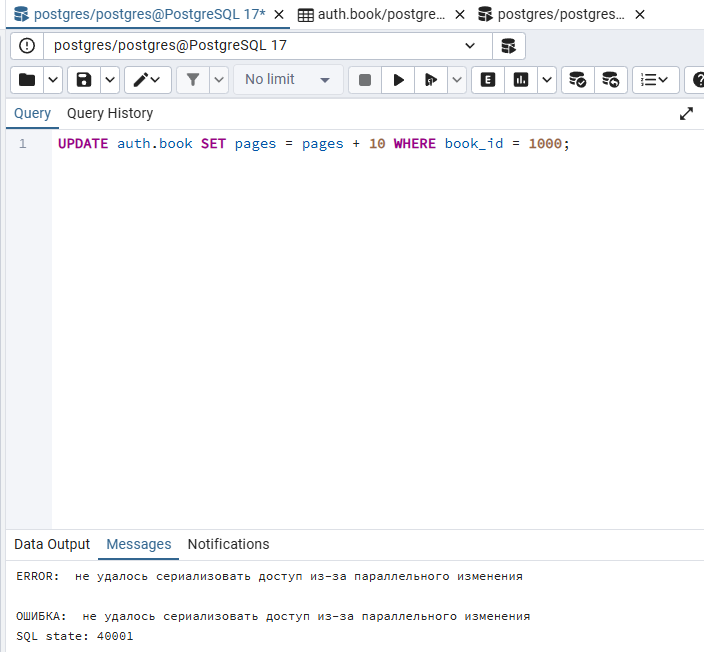 postgres/postgres@PostgreSQL 17*
auth.book/postgre...
postgres/postgres...
postgres/postgres@PostgreSQL 17
No limit
E
Query
Query History
1 UPDATE auth.book SET pages = pages + 10 WHERE book_id = 1000;
Data Output
Messages
Notifications
ERROR: не удалось сериализовать доступ из-за параллельного изменения
ОШИБКА: не удалось сериализовать доступ из-за параллельного изменения
SQL state: 40001